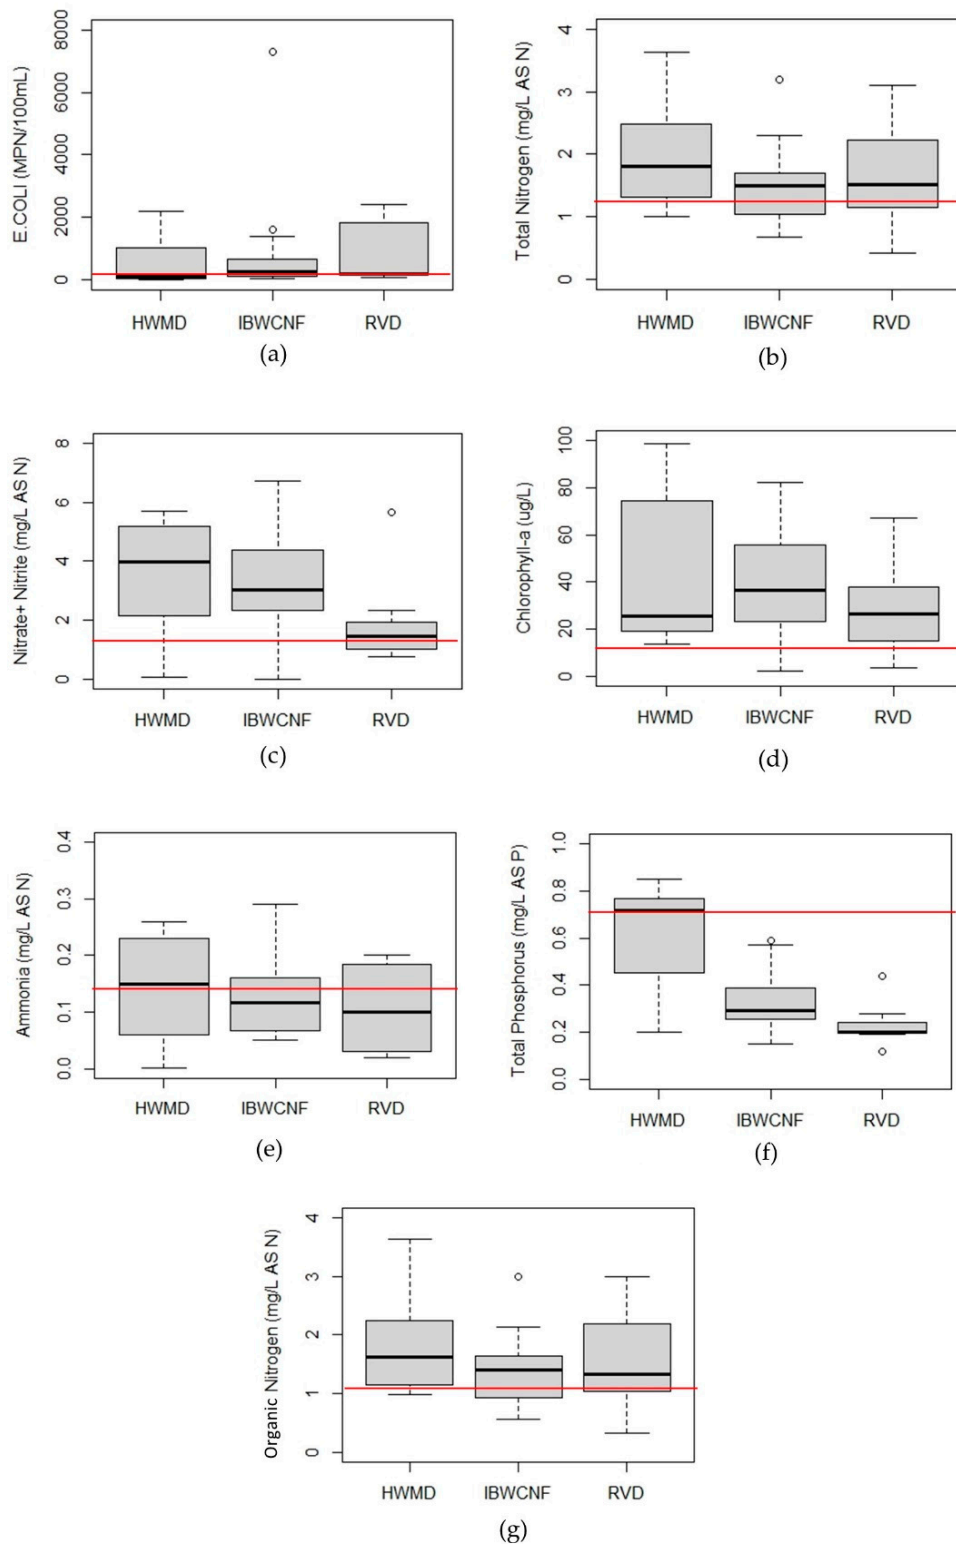 E.COLI (MPN/100mL)
0 2000 4000 6000 8000
HWMD IBWCNF RVD
(a)
Total Nitrogen (mg/L AS N)
0 1 2 3 4
HWMD IBWCNF RVD
(b)
Nitrate+ Nitrite (mg/L AS N)
0 2 4 6 8
HWMD IBWCNF RVD
(c)
Chlorophyll-a (ug/L)
0 20 40 60 80 100
HWMD IBWCNF RVD
(d)
Ammonia (mg/L AS N)
0.0 0.1 0.2 0.3 0.4
HWMD IBWCNF RVD
(e)
Total Phosphorus (mg/L AS P)
0.0 0.2 0.4 0.6 0.8 1.0
HWMD IBWCNF RVD
(f)
Organic Nitrogen (mg/L AS N)
0 1 2 3 4
HWMD IBWCNF RVD
(g)